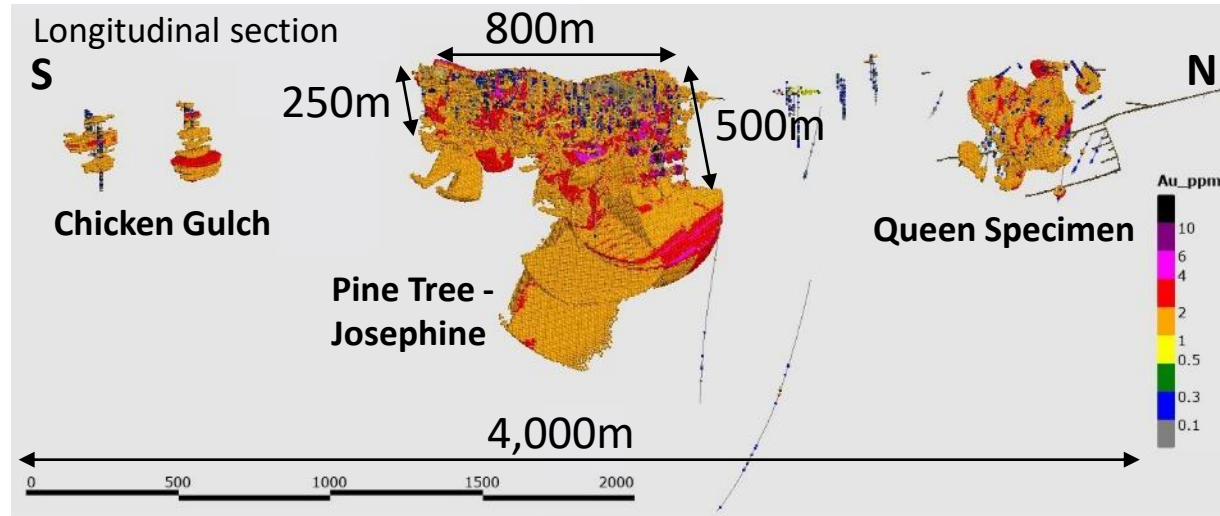 Longitudinal section
S
800m
N
250m
500m
Chicken Gulch
Queen Specimen
Pine Tree -
Josephine
Au_ppm
10
6
4
2
1
0.5
0.3
0.1
4,000m
0 500 1000 1500 2000